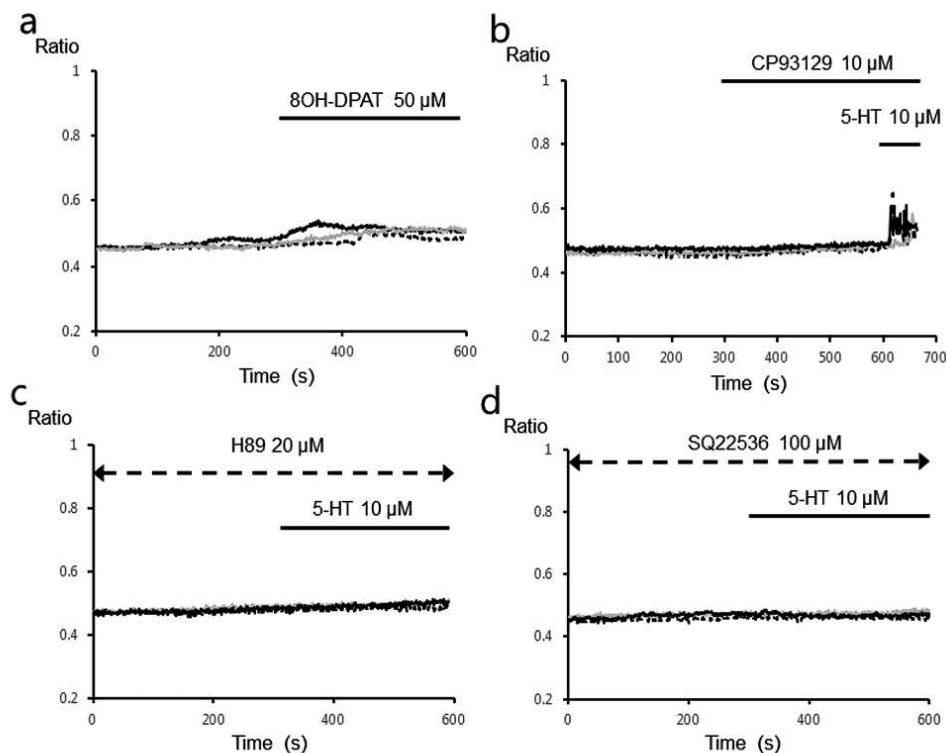 a
Ratio
1
8OH-DPAT 50 µM
0.8
0.6
0.4
0.2
0 200 400 600
Time (s)
b
Ratio
1
CP93129 10 µM
5-HT 10 µM
0.8
0.6
0.4
0.2
0 100 200 300 400 500 600 700
Time (s)
c
Ratio
1
H89 20 µM
0.8
5-HT 10 µM
0.6
0.4
0.2
0 200 400 600
Time (s)
d
Ratio
1
SQ22536 100 µM
0.8
5-HT 10 µM
0.6
0.4
0.2
0 200 400 600
Time (s)